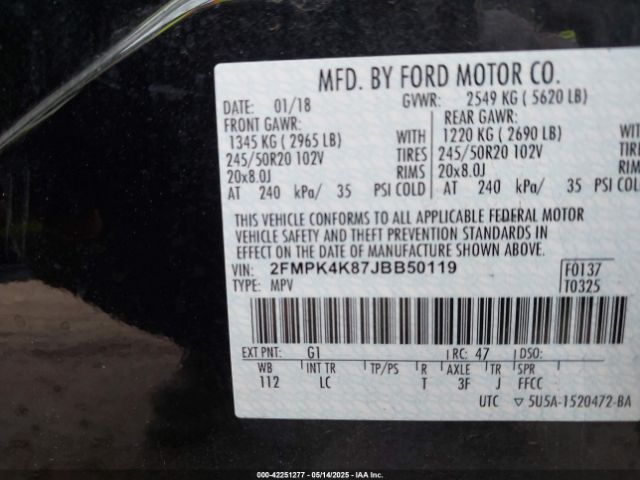 MFD. BY FORD MOTOR CO.
DATE: 01/18 GVWR: 2549 KG ( 5620 LB)
FRONT GAWR: REAR GAWR:
1345 KG ( 2965 LB) WITH 1220 KG ( 2690 LB) WITH
245/50R20 102V TIRES 245/50R20 102V TIRES
20x8.0J RIMS 20x8.0J RIMS
AT 240 kPa/ 35 PSI COLD AT 240 kPa/ 35 PSI COLD
THIS VEHICLE CONFORMS TO ALL APPLICABLE FEDERAL MOTOR
VEHICLE SAFETY AND THEFT PREVENTION STANDARDS IN
EFFECT ON THE DATE OF MANUFACTURE SHOWN ABOVE.
VIN: 2FMPK4K87JBB50119 F0137
TYPE: MPV T0325
EXT PNT: G1 RC: 47 DSO:
WB INT TR TP/PS R AXLE TR SPR
112 LC T 3F J FFCC
UTC ▽ 5U5A-1520472-BA
000-42251277 — 05/14/2025 — IAA Inc.